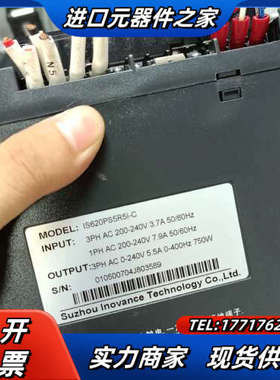 进口元器件之家
N5
MODEL: IS620PS5R5I-C
INPUT: 3PH AC 200-240V 3.7A 50/60Hz
1PH AC 200-240V 7.9A 50/60Hz
OUTPUT: 3PH AC 0-240V 5.5A 0-400Hz 750W
S/N: 010500704J803589
Suzhou Inovance Technology Co.,Ltd.
可开票
TEL:1771762
实力商家 现货供